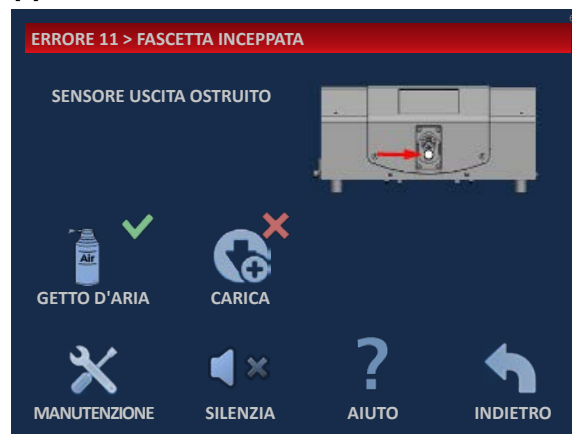 ERRORE 11 > FASCETTA INCEPPATA
SENSORE USCITA OSTRUITO
Air
GETTO D'ARIA
CARICA
MANUTENZIONE
SILENZIA
?
AIUTO
INDIETRO